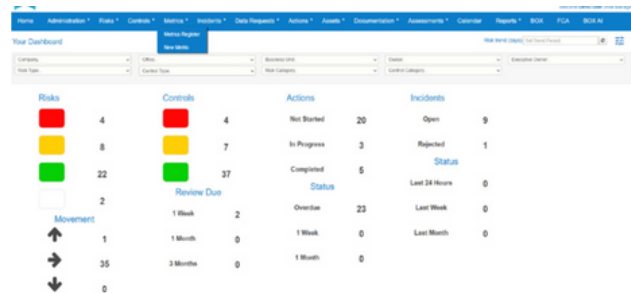 Home Administration Risks Controls Metrics Incidents Data Requests Actions Assets Documentation Assessments Calendar Reports BOX FCA BOX AI
Metrics Register
New Metric
Your Dashboard
Risk trend (days)
Company. Office. Business Unit. Owner. Executive Owner.
Risk Type. Control Type. Risk Category. Control Category.
Risks Controls Actions Incidents
4 4 Not Started 20 Open 9
8 7 In Progress 3 Rejected 1
Status
22 37 Completed 5 Last 24 Hours 0
2 Review Due Status
Movement 1 Week 2 Overdue 23 Last Week 0
1 1 Month 0 1 Week 0 Last Month 0
35 3 Months 0 1 Month 0
0